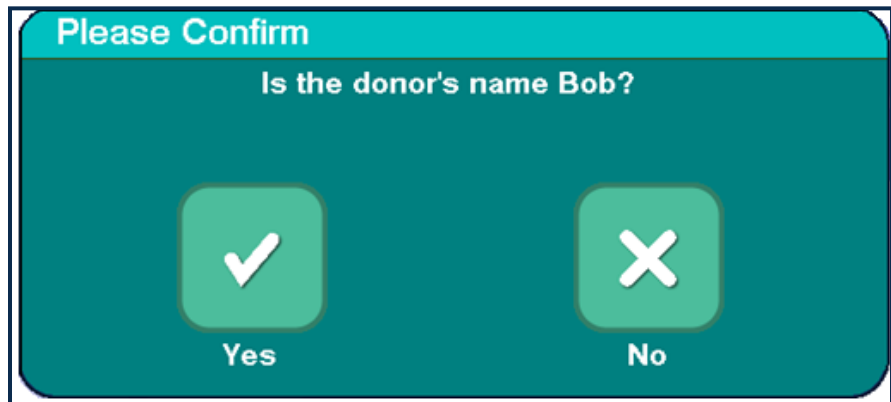 Please Confirm
Is the donor's name Bob?
Yes
No